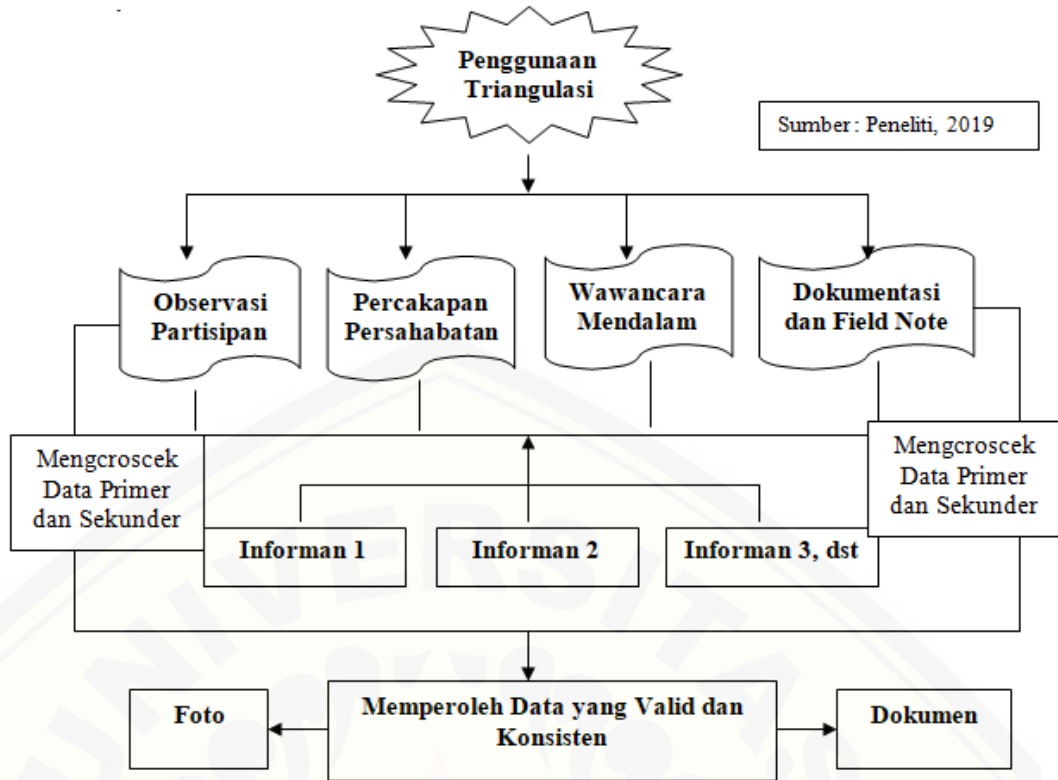 Penggunaan
Triangulasi
Sumber: Peneliti, 2019
Observasi
Partisipan
Percakapan
Persahabatan
Wawancara
Mendalam
Dokumentasi
dan Field Note
Mengcroscek
Data Primer
dan Sekunder
Mengcroscek
Data Primer
dan Sekunder
Informan 1
Informan 2
Informan 3, dst
UNIVERSITAS
Foto
Memperoleh Data yang Valid dan
Konsisten
Dokumen